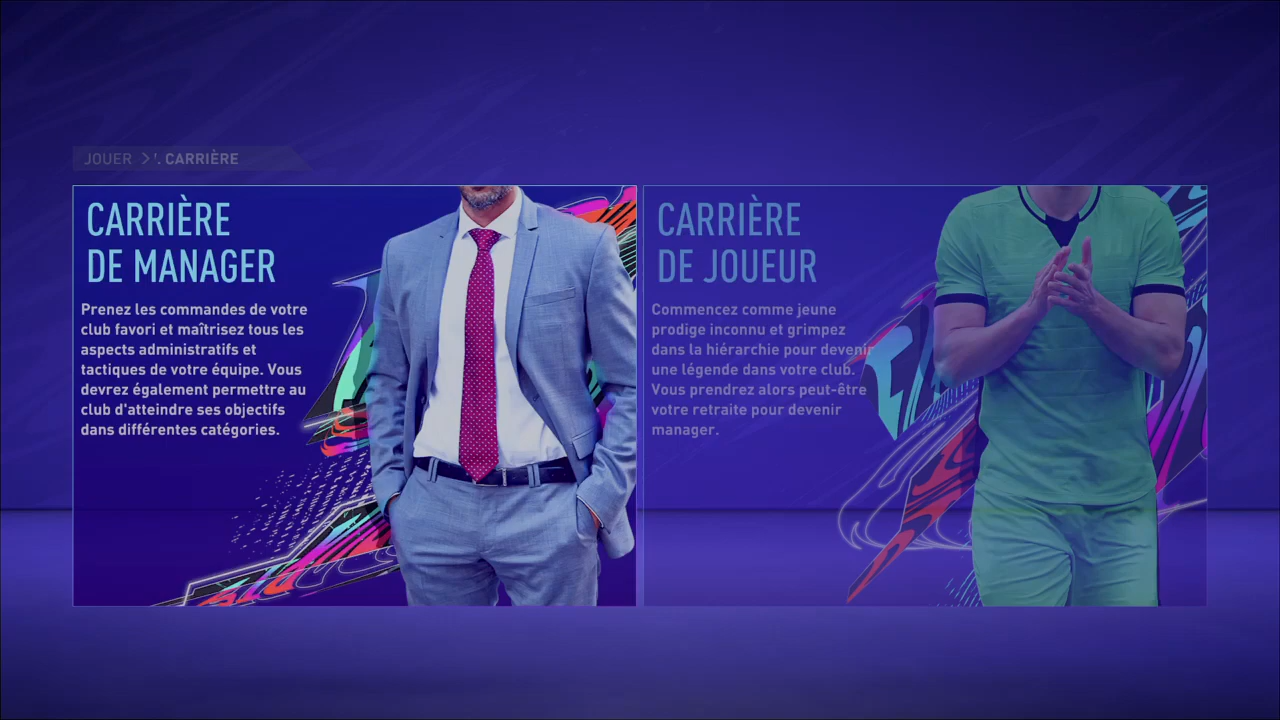 JOUER > '. CARRIÈRE
CARRIÈRE
DE MANAGER
Prenez les commandes de votre
club favori et maîtrisez tous les
aspects administratifs et
tactiques de votre équipe. Vous
devrez également permettre au
club d'atteindre ses objectifs
dans différentes catégories.
CARRIÈRE
DE JOUEUR
Commencez comme jeune
prodige inconnu et grimpez
dans la hiérarchie pour devenir
une légende dans votre club.
Vous prendrez alors peut-être
votre retraite pour devenir
manager.